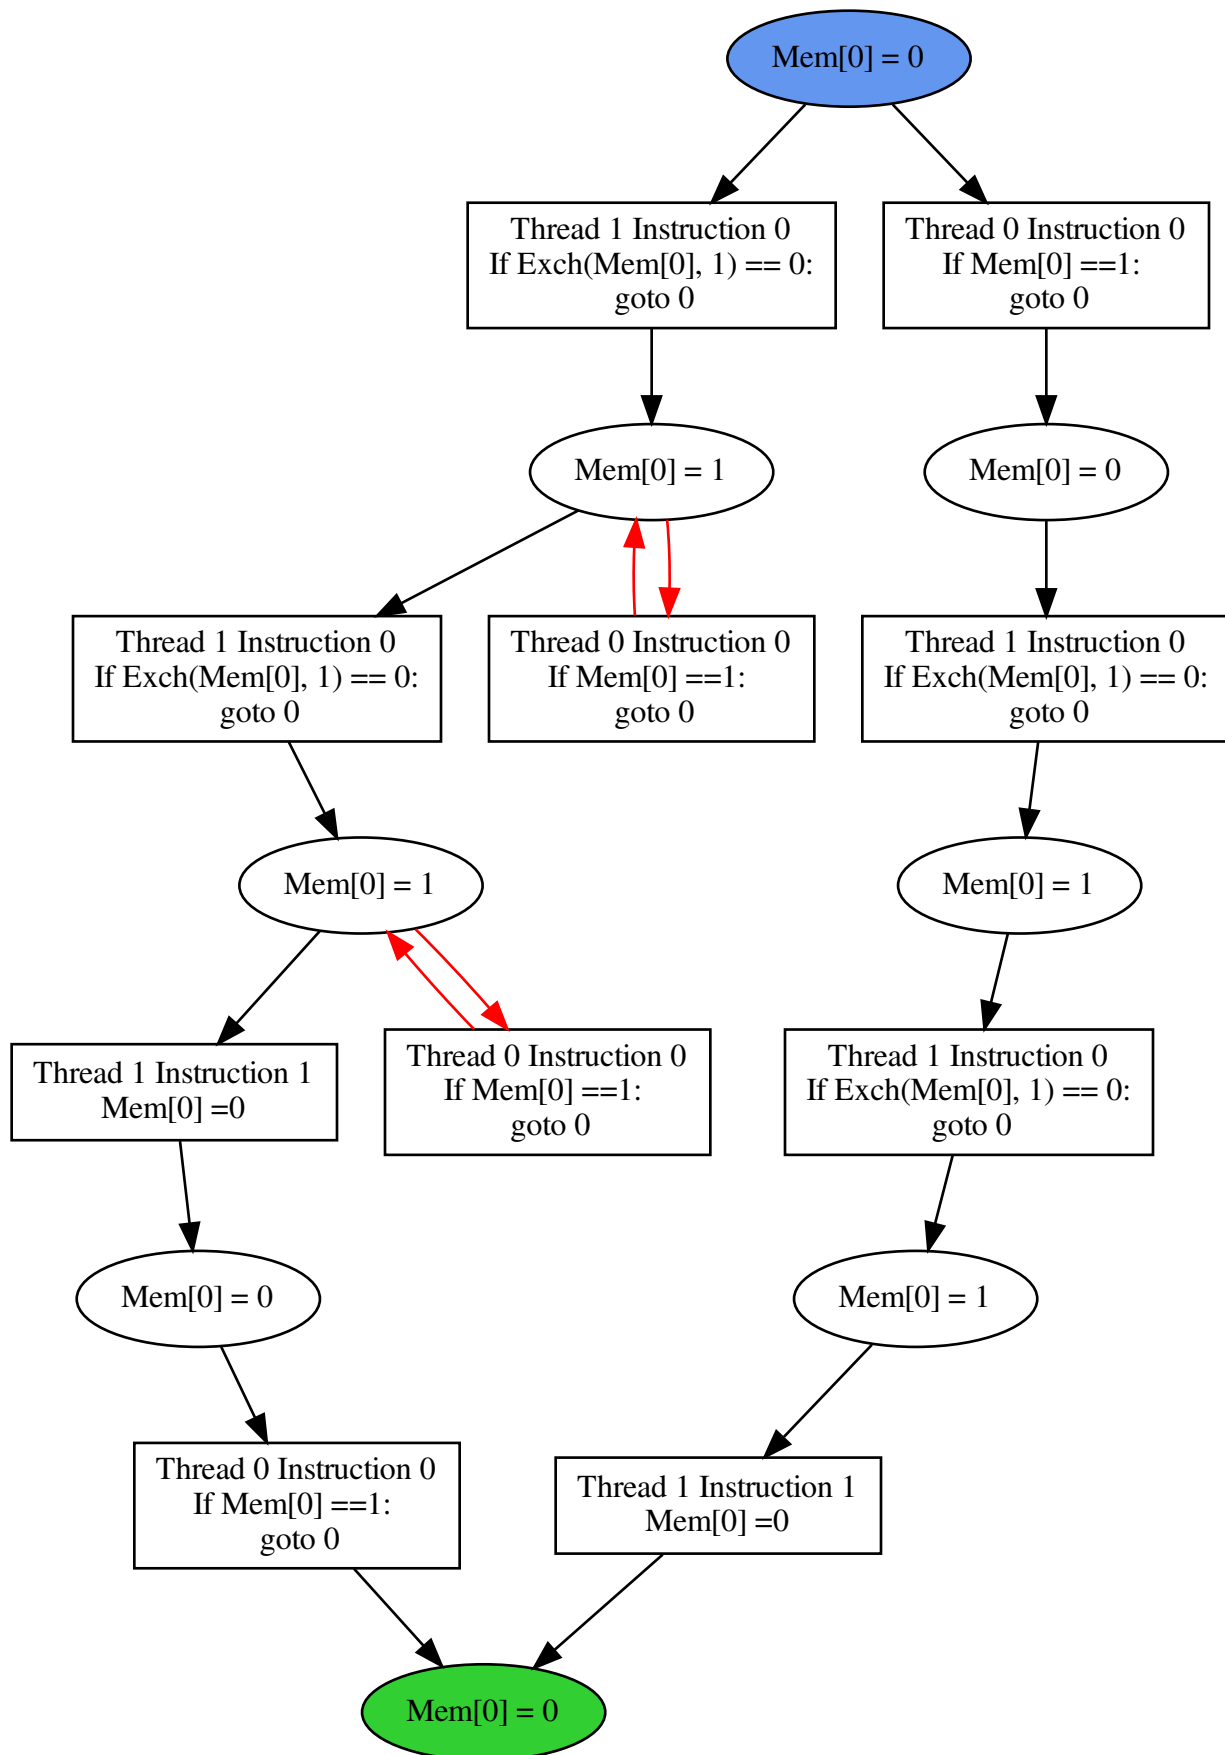 Mem[0] = 0
Thread 1 Instruction 0
If Exch(Mem[0], 1) == 0:
goto 0
Thread 0 Instruction 0
If Mem[0] ==1:
goto 0
Mem[0] = 1
Mem[0] = 0
Thread 1 Instruction 0
If Exch(Mem[0], 1) == 0:
goto 0
Thread 0 Instruction 0
If Mem[0] ==1:
goto 0
Thread 1 Instruction 0
If Exch(Mem[0], 1) == 0:
goto 0
Mem[0] = 1
Mem[0] = 1
Thread 1 Instruction 1
Mem[0] =0
Thread 0 Instruction 0
If Mem[0] ==1:
goto 0
Thread 1 Instruction 0
If Exch(Mem[0], 1) == 0:
goto 0
Mem[0] = 0
Mem[0] = 1
Thread 0 Instruction 0
If Mem[0] ==1:
goto 0
Thread 1 Instruction 1
Mem[0] =0
Mem[0] = 0